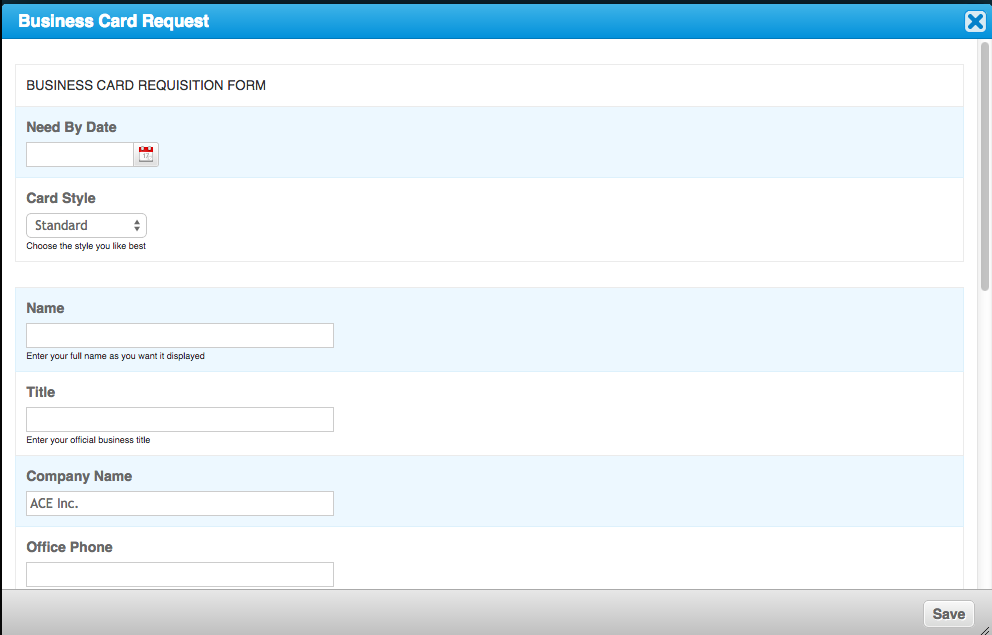 Business Card Request
BUSINESS CARD REQUISITION FORM
Need By Date
Card Style
Standard
Choose the style you like best
Name
Enter your full name as you want it displayed
Title
Enter your official business title
Company Name
ACE Inc.
Office Phone
Save